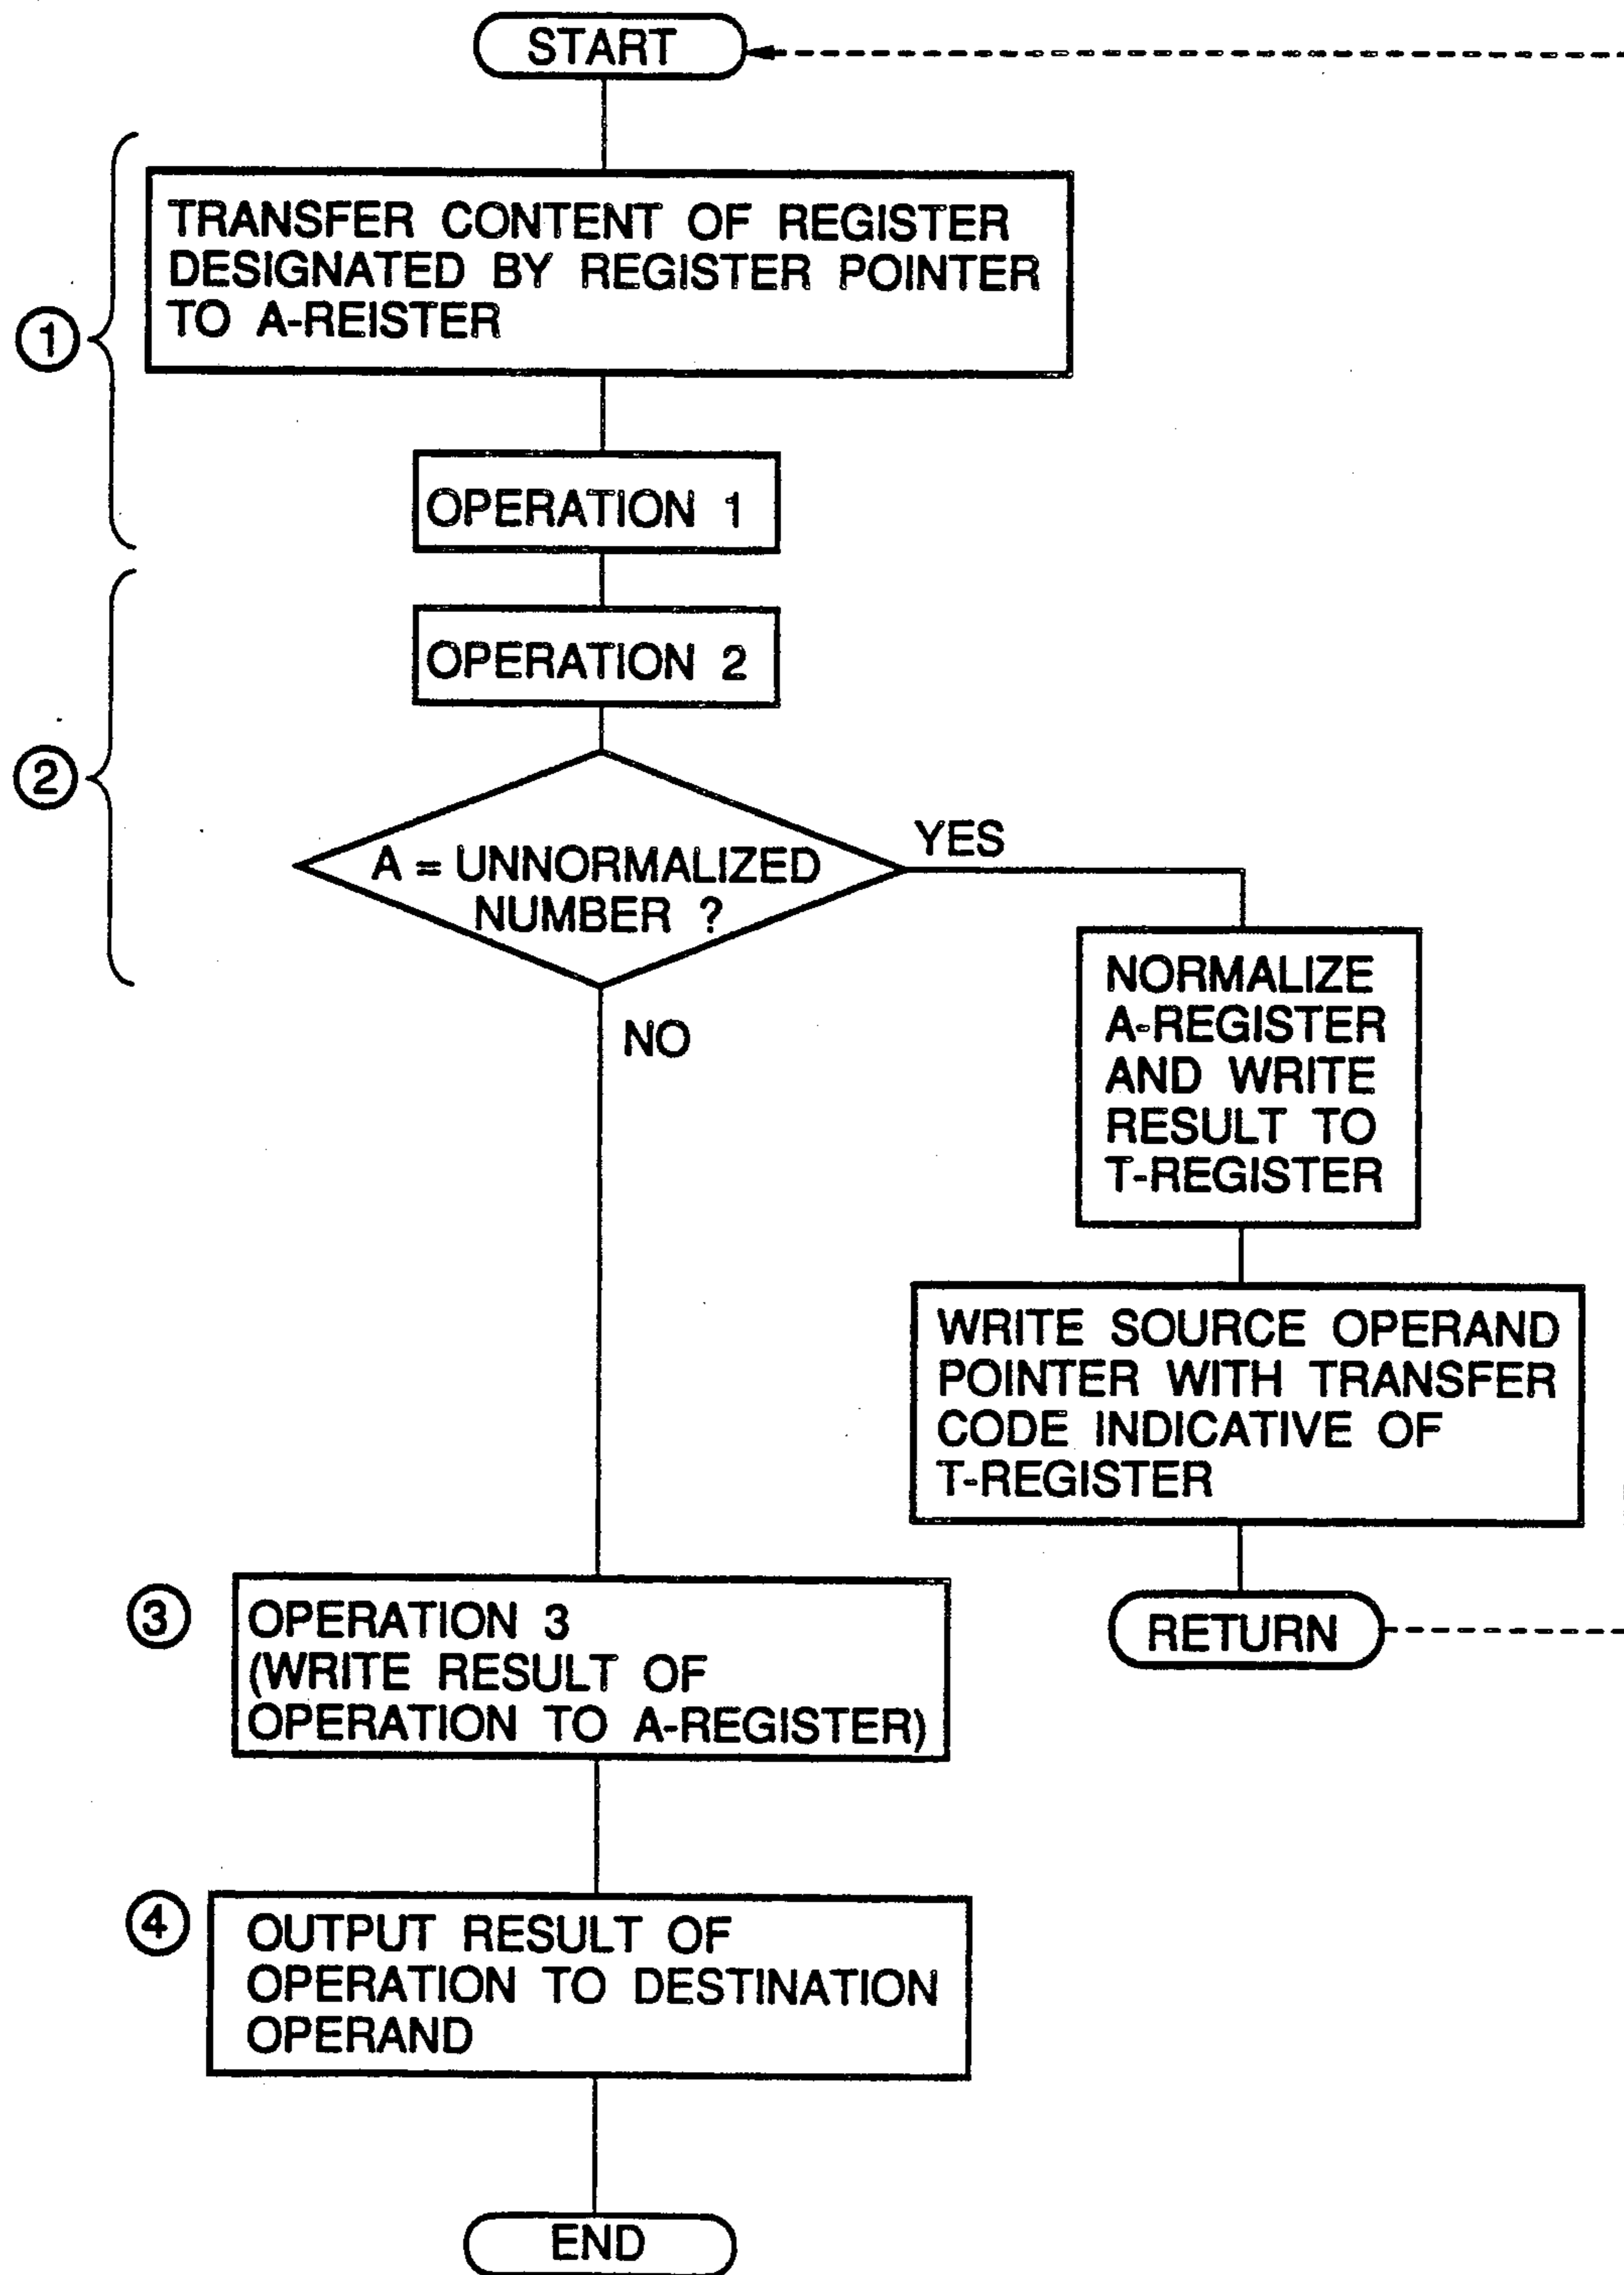 START
TRANSFER CONTENT OF REGISTER
DESIGNATED BY REGISTER POINTER
TO A-REISTER
①
OPERATION 1
OPERATION 2
②
A = UNNORMALIZED
NUMBER ?
YES
NO
NORMALIZE
A-REGISTER
AND WRITE
RESULT TO
T-REGISTER
WRITE SOURCE OPERAND
POINTER WITH TRANSFER
CODE INDICATIVE OF
T-REGISTER
RETURN
③
OPERATION 3
(WRITE RESULT OF
OPERATION TO A-REGISTER)
④
OUTPUT RESULT OF
OPERATION TO DESTINATION
OPERAND
END